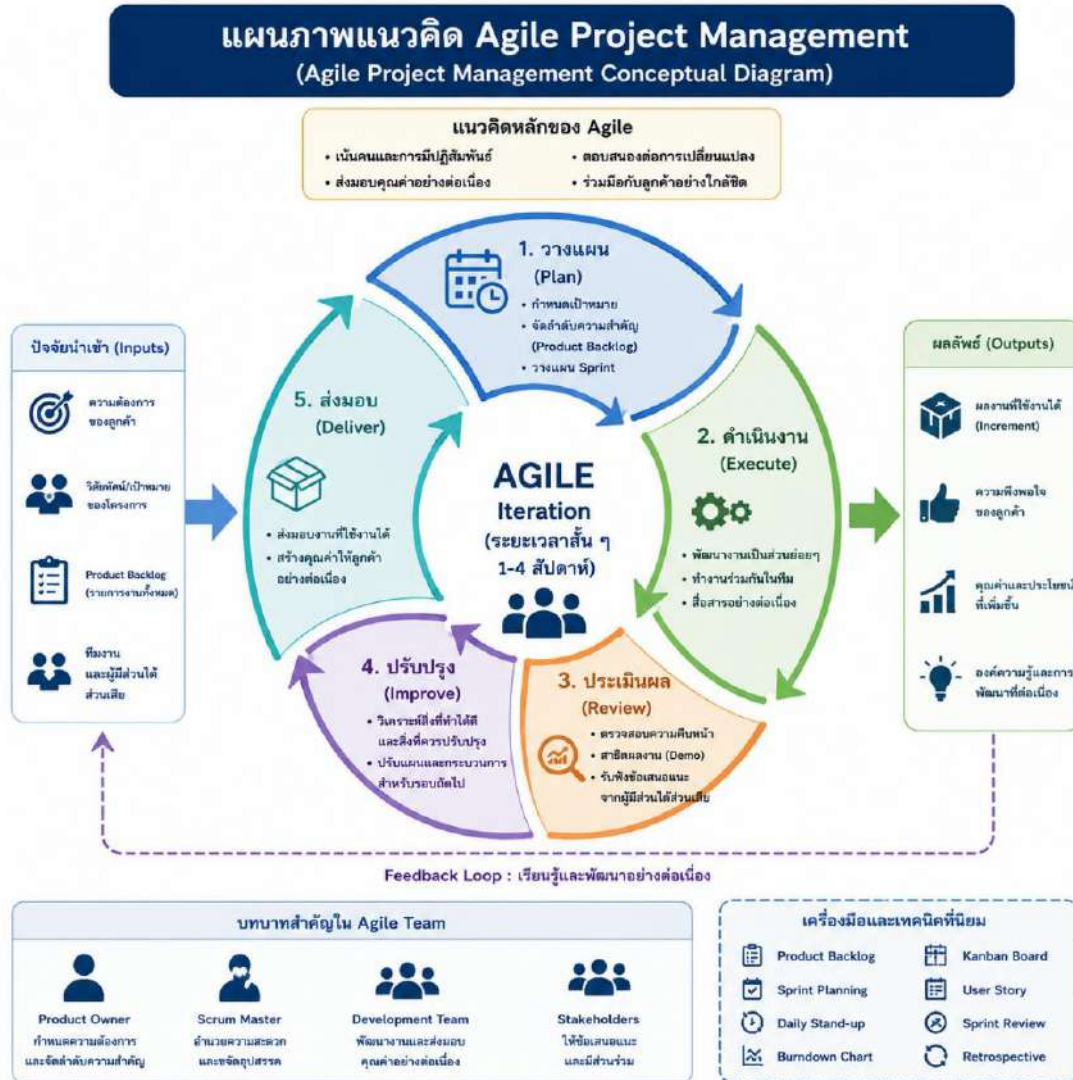 แผนภาพแนวคิด Agile Project Management
(Agile Project Management Conceptual Diagram)
แนวคิดหลักของ Agile
• เน้นคนและการมีปฏิสัมพันธ์
• ส่งมอบคุณค่าอย่างต่อเนื่อง
• ตอบสนองต่อการเปลี่ยนแปลง
• ร่วมมือกับลูกค้าอย่างใกล้ชิด
ปัจจัยนำเข้า (Inputs)
ความต้องการ
ของลูกค้า
วิสัยทัศน์/เป้าหมาย
ของโครงการ
Product Backlog
(รายการงานทั้งหมด)
ทีมงาน
และผู้มีส่วนได้
ส่วนเสีย
1. วางแผน
(Plan)
• กำหนดเป้าหมาย
• จัดลำดับความสำคัญ
(Product Backlog)
• วางแผน Sprint
2. ดำเนินงาน
(Execute)
• พัฒนางานเป็นส่วนย่อยๆ
• ทำงานร่วมกันในทีม
• สื่อสารอย่างต่อเนื่อง
3. ประเมินผล
(Review)
• ตรวจสอบความคืบหน้า
• สาธิตผลงาน (Demo)
• รับฟังข้อเสนอแนะ
จากผู้มีส่วนได้ส่วนเสีย
4. ปรับปรุง
(Improve)
• วิเคราะห์สิ่งที่ทำได้ดี
และสิ่งที่ควรปรับปรุง
• ปรับแผนและกระบวนการ
สำหรับรอบถัดไป
5. ส่งมอบ
(Deliver)
• ส่งมอบงานที่ใช้งานได้
• สร้างคุณค่าให้ลูกค้า
อย่างต่อเนื่อง
AGILE
Iteration
(ระยะเวลาสั้น ๆ
1-4 สัปดาห์)
ผลลัพธ์ (Outputs)
ผลงานที่ใช้งานได้
(Increment)
ความพึงพอใจ
ของลูกค้า
คุณค่าและประโยชน์
ที่เพิ่มขึ้น
องค์ความรู้และการ
พัฒนาที่ต่อเนื่อง
Feedback Loop : เรียนรู้และพัฒนาอย่างต่อเนื่อง
บทบาทสำคัญใน Agile Team
Product Owner
กำหนดความต้องการ
และจัดลำดับความสำคัญ
Scrum Master
อำนวยความสะดวก
และขจัดอุปสรรค
Development Team
พัฒนางานและส่งมอบ
คุณค่าอย่างต่อเนื่อง
Stakeholders
ให้ข้อเสนอแนะ
และมีส่วนร่วม
เครื่องมือและเทคนิคที่นิยม
Product Backlog
Sprint Planning
Daily Stand-up
Burndown Chart
Kanban Board
User Story
Sprint Review
Retrospective